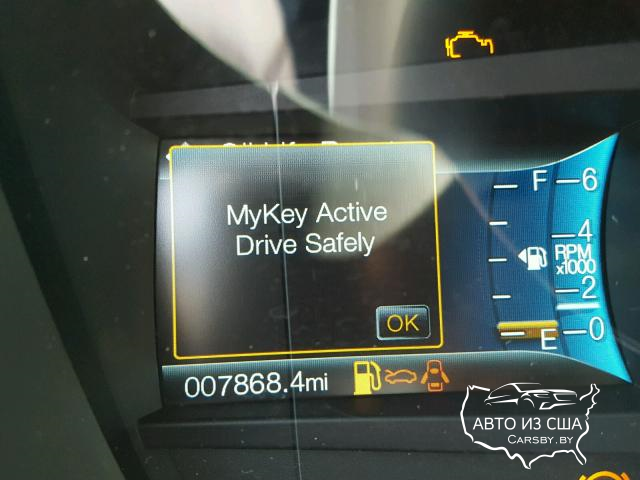 MyKey Active
Drive Safely
OK
F
6
4
RPM
x1000
2
0
E
007868.4mi
АВТО ИЗ США
CARSBY.BY